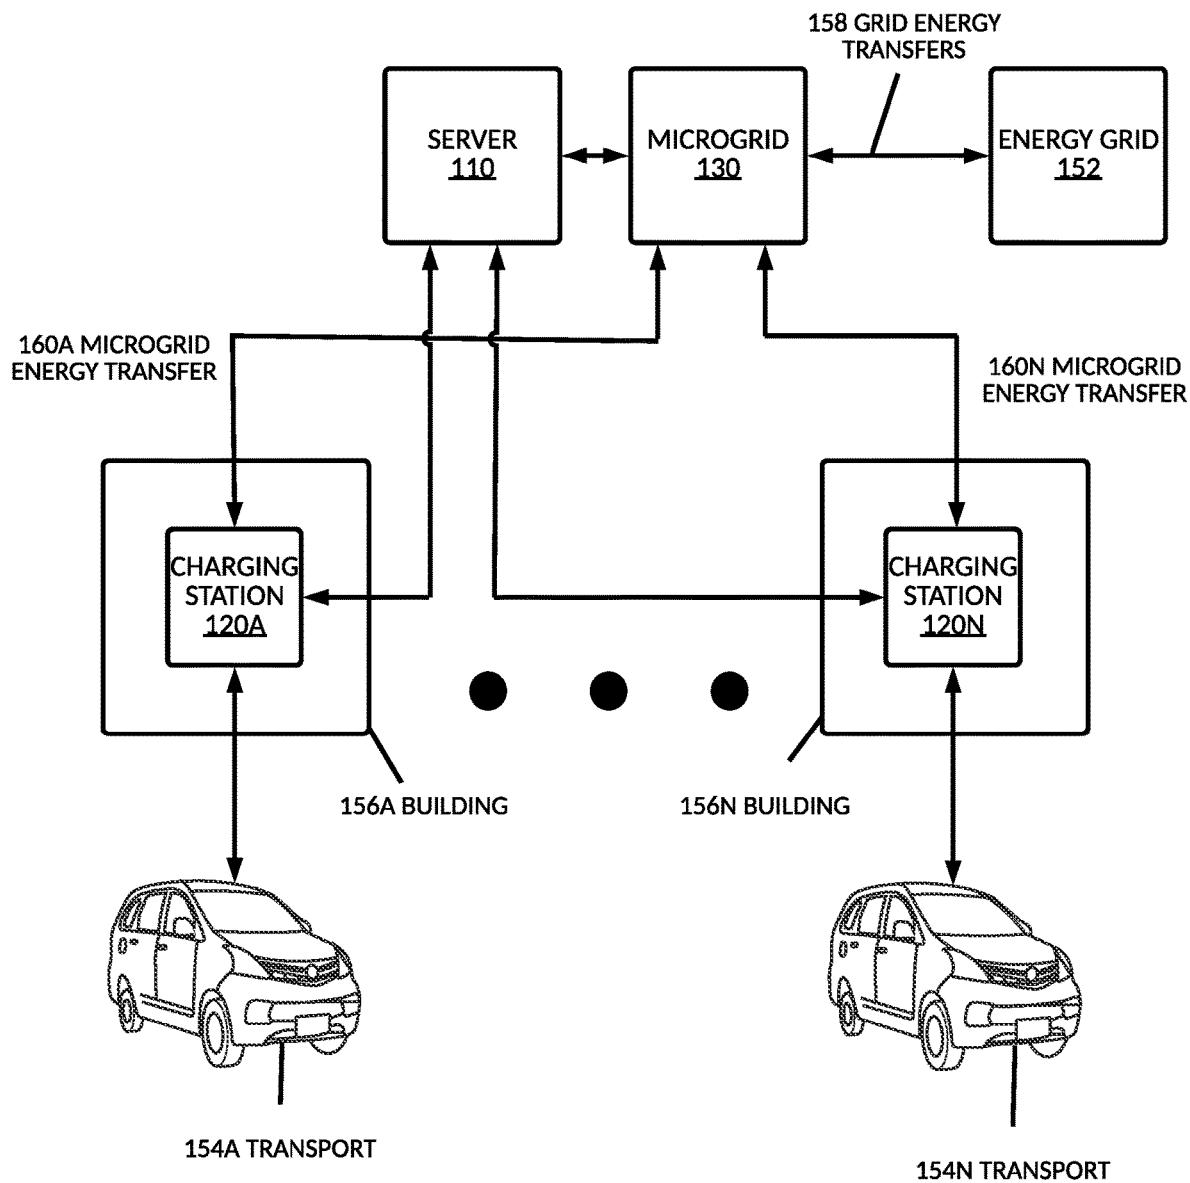 158 GRID ENERGY
TRANSFERS
SERVER
110
MICROGRID
130
ENERGY GRID
152
160A MICROGRID
ENERGY TRANSFER
160N MICROGRID
ENERGY TRANSFER
CHARGING
STATION
120A
CHARGING
STATION
120N
156A BUILDING
156N BUILDING
154A TRANSPORT
154N TRANSPORT